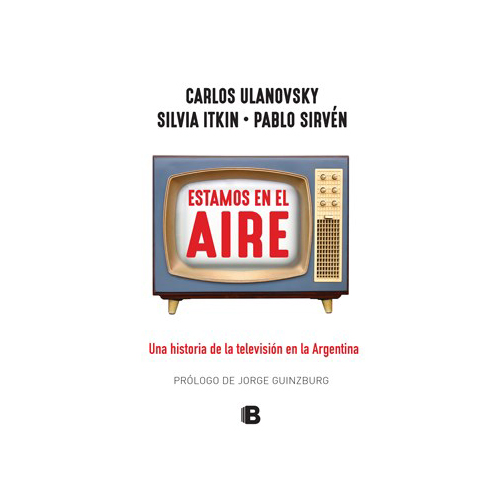 CARLOS ULANOVSKY
SILVIA ITKIN • PABLO SIRVÉN
ESTAMOS EN EL
AIRE
Una historia de la televisión en la Argentina
PRÓLOGO DE JORGE GUINZBURG
B